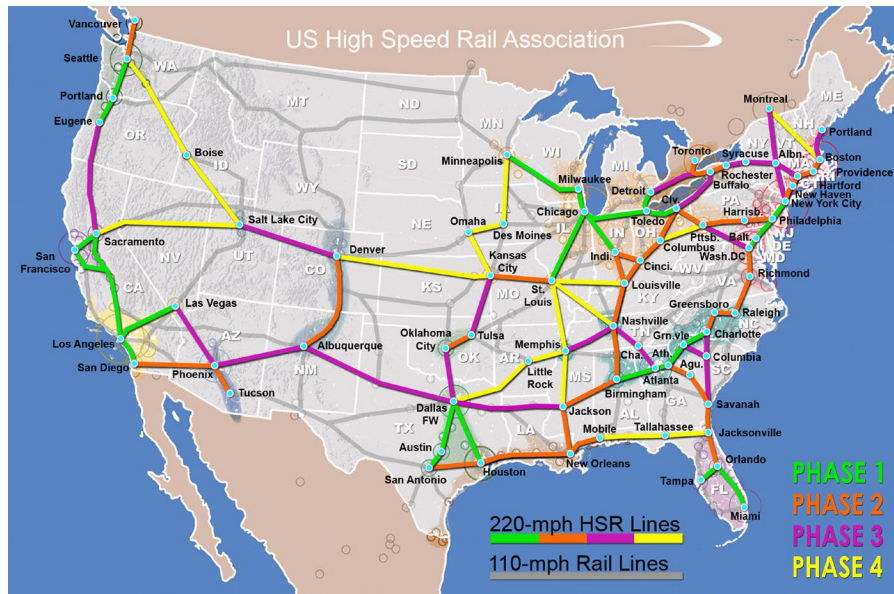 US High Speed Rail Association
Vancouver
Seattle
WA
Portland
Eugene
OR
Boise
ID
MT
ND
MN
Minneapolis
SD
WY
WI
Milwaukee
MI
Toronto
Detroit
Montreal
ME
NH
VT
NY
Portland
Syracuse
Albn.
MA
Boston
Rochester
Buffalo
Providence
Hartford
New Haven
New York City
Sacramento
San
Francisco
NV
CA
Salt Lake City
UT
Denver
CO
NE
Omaha
IA
Des Moines
Chicago
IL
IN
Toledo
Clv.
OH
PA
Harrisb.
Philadelphia
NJ
Pttsb.
Balt.
DE
MD
Wash.DC
Columbus
Indi.
Cinci.
WV
VA
Richmond
Kansas
City
KS
MO
St.
Louis
Louisville
KY
Las Vegas
Los Angeles
San Diego
AZ
Phoenix
Tucson
Albuquerque
NM
Oklahoma
City
OK
Tulsa
AR
Little
Rock
Memphis
Nashville
TN
Cha.
Greensboro
Raleigh
NC
Charlotte
Grn.vle
Ath.
Columbia
SC
Agu.
Atlanta
GA
Birmingham
AL
MS
Jackson
Savanah
Dallas
FW
TX
Austin
San Antonio
Houston
LA
New Orleans
Mobile
Tallahassee
Jacksonville
Orlando
Tampa
FL
Miami
220-mph HSR Lines
110-mph Rail Lines
PHASE 1
PHASE 2
PHASE 3
PHASE 4